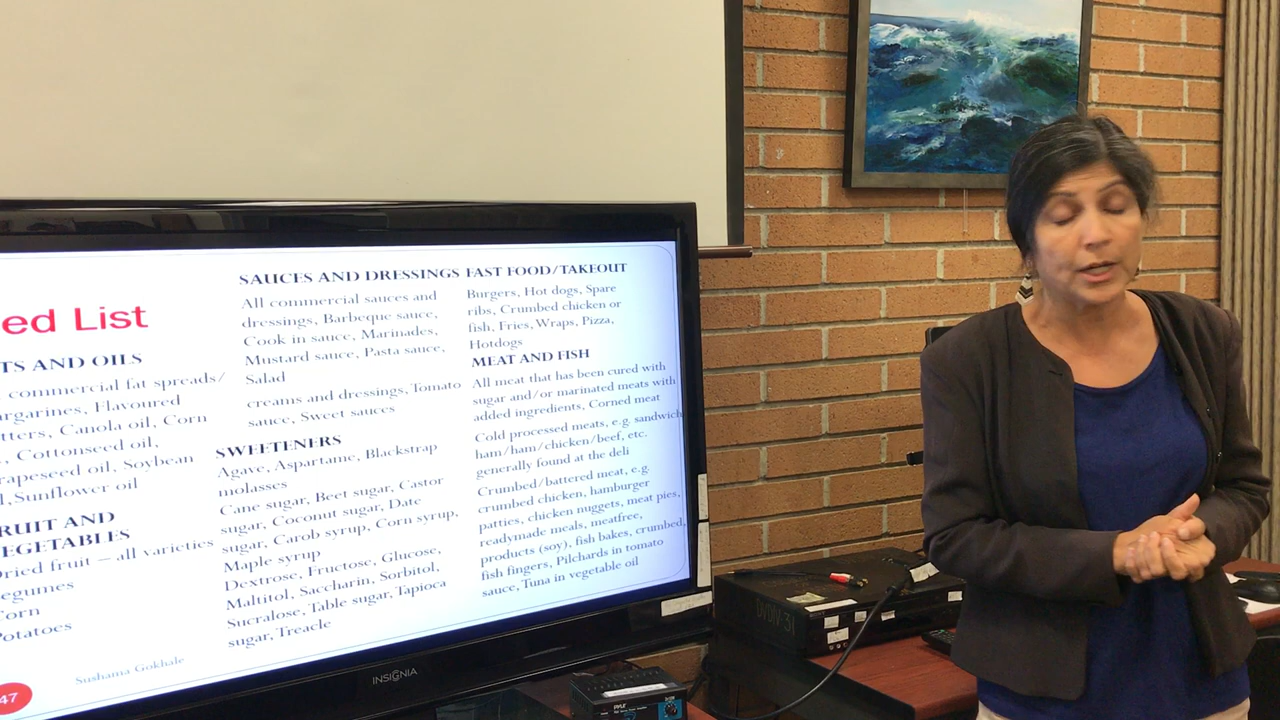 ed List
TS AND OILS
commercial fat spreads/
argarines, Flavoured
tters, Canola oil, Corn
, Cottonseed oil,
rapeseed oil, Soybean
l, Sunflower oil
RUIT AND
EGETABLES
Dried fruit – all varieties
egumes
Corn
Potatoes
SAUCES AND DRESSINGS
All commercial sauces and
dressings, Barbeque sauce,
Cook in sauce, Marinades,
Mustard sauce, Pasta sauce,
Salad
creams and dressings, Tomato
sauce, Sweet sauces
SWEETENERS
Agave, Aspartame, Blackstrap
molasses
Cane sugar, Beet sugar, Castor
sugar, Coconut sugar, Date
sugar, Carob syrup, Corn syrup,
Maple syrup
Dextrose, Fructose, Glucose,
Maltitol, Saccharin, Sorbitol,
Sucralose, Table sugar, Tapioca
sugar, Treacle
FAST FOOD/TAKEOUT
Burgers, Hot dogs, Spare
ribs, Crumbed chicken or
fish, Fries, Wraps, Pizza,
Hotdogs
MEAT AND FISH
All meat that has been cured with
sugar and/or marinated meats with
added ingredients, Corned meat
Cold processed meats, e.g. sandwich
ham/ham/chicken/beef, etc.
generally found at the deli
Crumbed/battered meat, e.g.
crumbed chicken, hamburger
patties, chicken nuggets, meat pies,
readymade meals, meatfree,
products (soy), fish bakes, crumbed,
fish fingers, Pilchards in tomato
sauce, Tuna in vegetable oil
47
Sushama Gokhale
INSIGNIA
PYLE
DVDIV-31